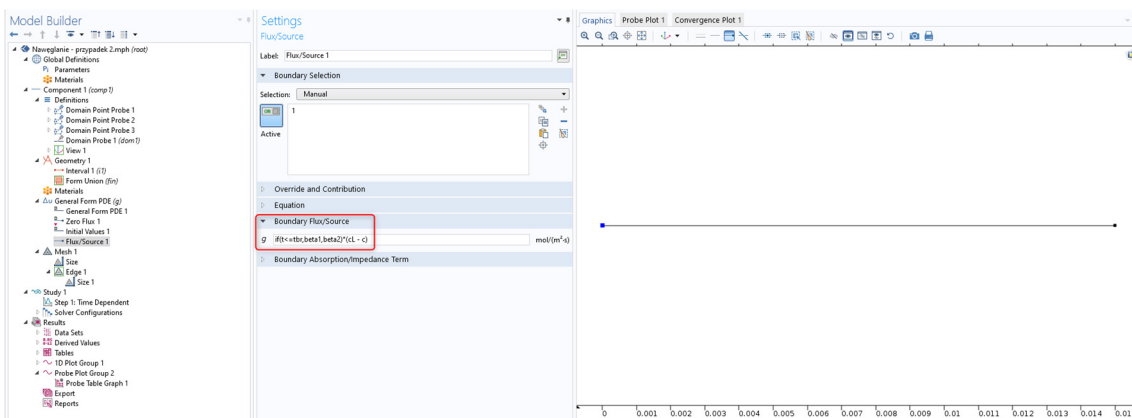 Model Builder
Naweglanie - przypadek 2.mph (root)
Global Definitions
Pi Parameters
Materials
Component 1 (comp1)
Definitions
Domain Point Probe 1
Domain Point Probe 2
Domain Point Probe 3
Domain Probe 1 (dom1)
View 1
Geometry 1
Interval 1 (i1)
Form Union (fin)
Materials
Δu General Form PDE (g)
General Form PDE 1
Zero Flux 1
Initial Values 1
Flux/Source 1
Mesh 1
Size
Edge 1
Size 1
Study 1
Step 1: Time Dependent
Solver Configurations
Results
Data Sets
Derived Values
Tables
1D Plot Group 1
Probe Plot Group 2
Probe Table Graph 1
Export
Reports
Settings
Flux/Source
Label: Flux/Source 1
Boundary Selection
Selection: Manual
1
Active
Override and Contribution
Equation
Boundary Flux/Source
g if(t<=tbr,beta1,beta2)*(cL - c) mol/(m²·s)
Boundary Absorption/Impedance Term
Graphics Probe Plot 1 Convergence Plot 1
0 0.001 0.002 0.003 0.004 0.005 0.006 0.007 0.008 0.009 0.01 0.011 0.012 0.013 0.014